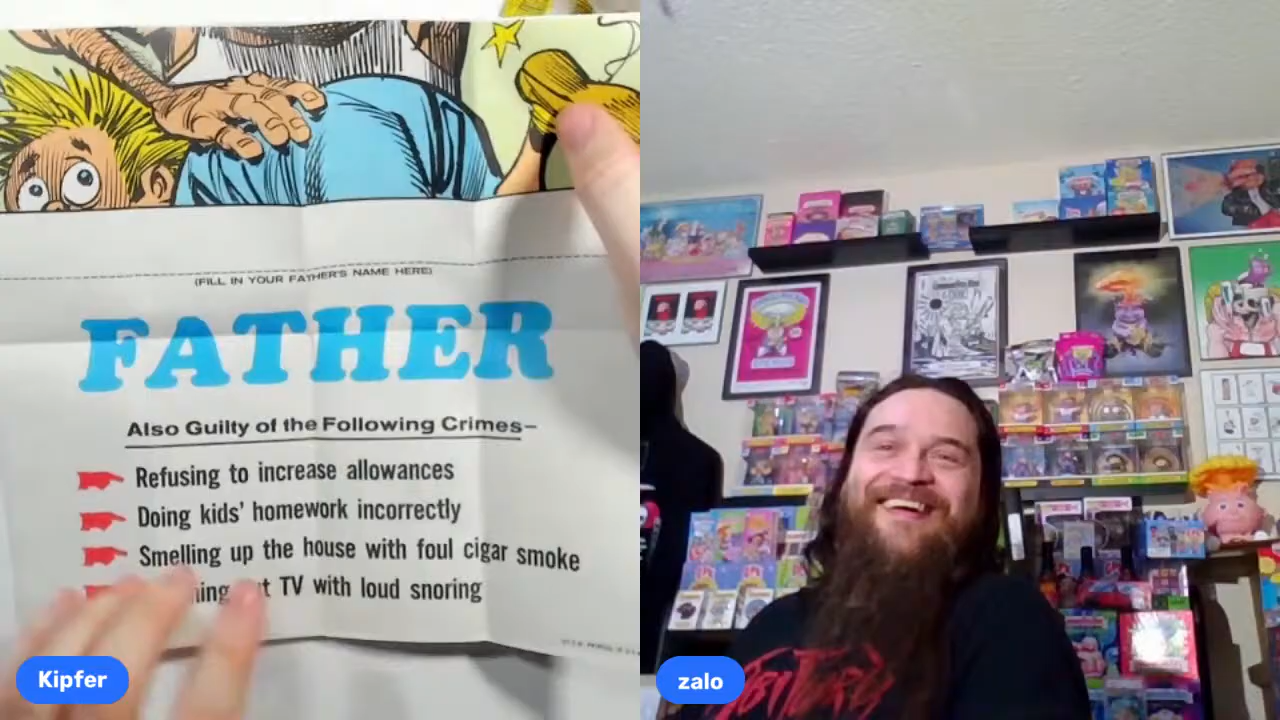 (FILL IN YOUR FATHER'S NAME HERE)
FATHER
Also Guilty of the Following Crimes–
Refusing to increase allowances
Doing kids' homework incorrectly
Smelling up the house with foul cigar smoke
TV with loud snoring
Kipfer
zalo
OBITUARY